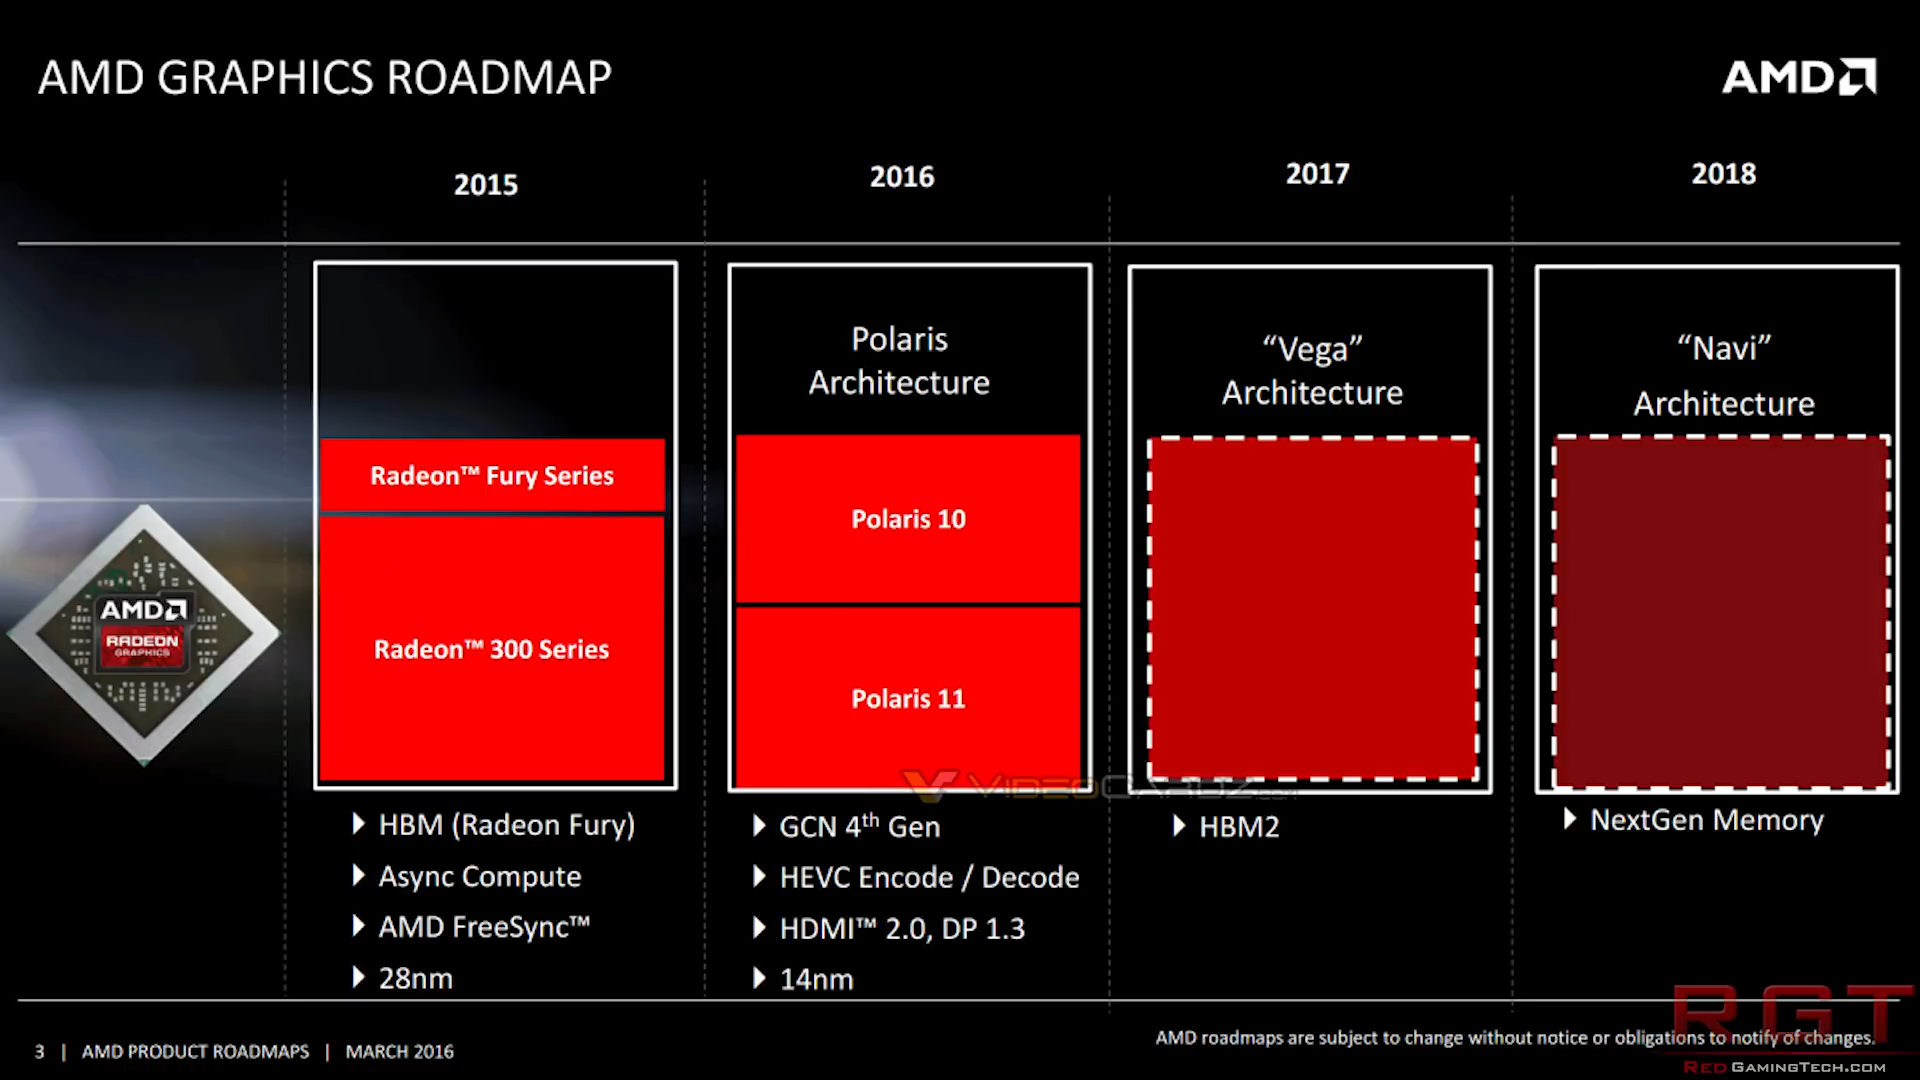 AMD GRAPHICS ROADMAP
AMD
2015
2016
2017
2018
Radeon™ Fury Series
Radeon™ 300 Series
HBM (Radeon Fury)
Async Compute
AMD FreeSync™
28nm
Polaris
Architecture
Polaris 10
Polaris 11
GCN 4th Gen
HEVC Encode / Decode
HDMI™ 2.0, DP 1.3
14nm
“Vega”
Architecture
HBM2
“Navi”
Architecture
NextGen Memory
AMD
RADEON
GRAPHICS
VIDEOCARDZ.COM
3 | AMD PRODUCT ROADMAPS | MARCH 2016
AMD roadmaps are subject to change without notice or obligations to notify of changes.
RGT
REDGAMINGTECH.COM